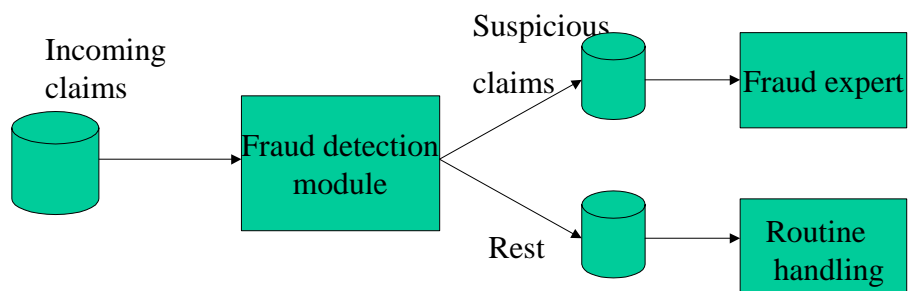 Incoming
claims
Fraud detection
module
Suspicious
claims
Fraud expert
Rest
Routine
handling